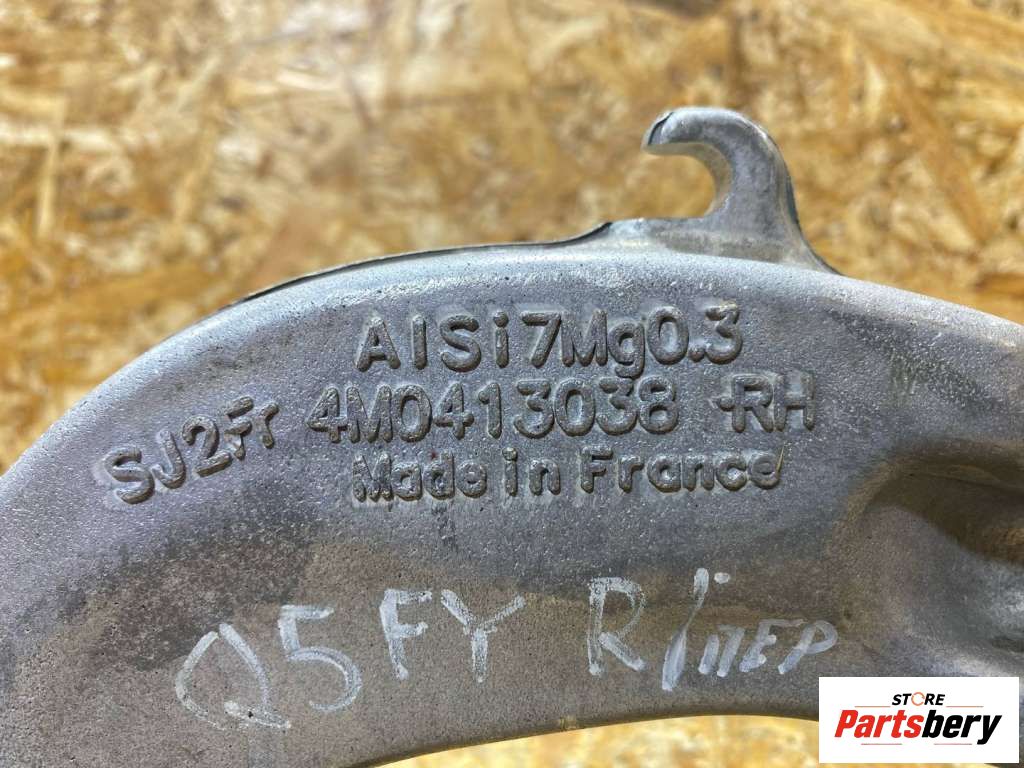 AlSi7Mg0.3
SJ2Fr 4M0413038 RH
Made in France
Q5FY R/ПЕР
STORE
Partsbery